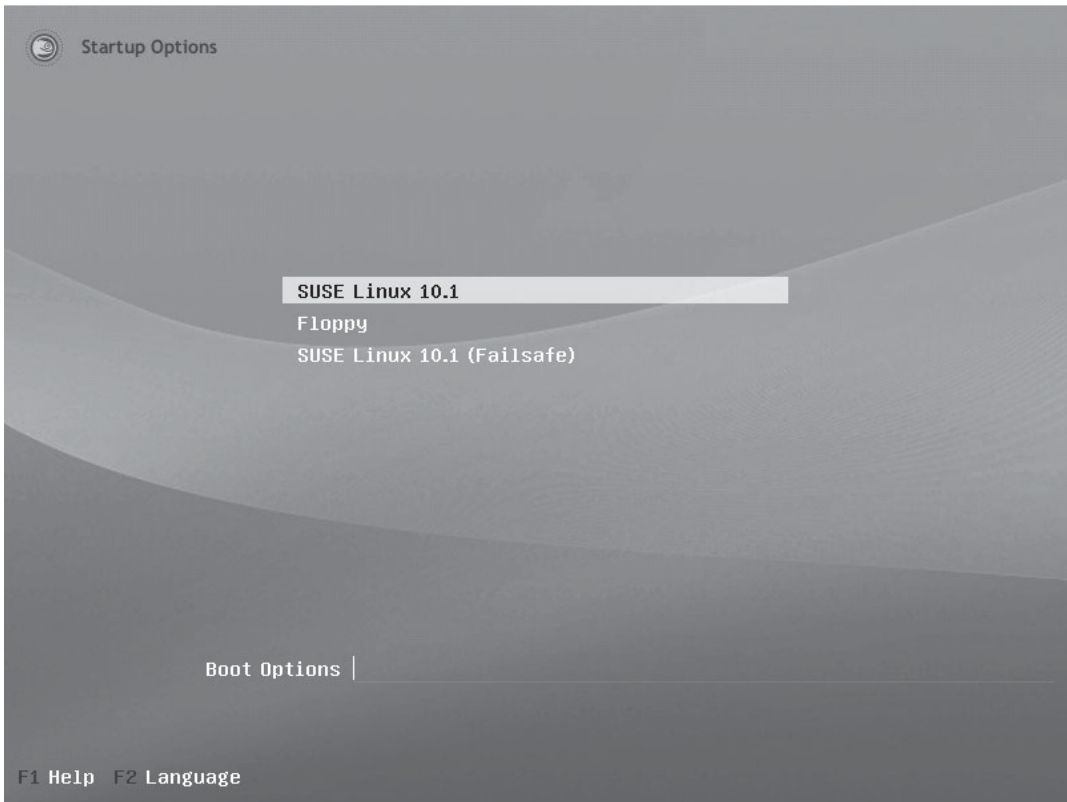 Startup Options
SUSE Linux 10.1
Floppy
SUSE Linux 10.1 (Failsafe)
Boot Options
F1 Help F2 Language